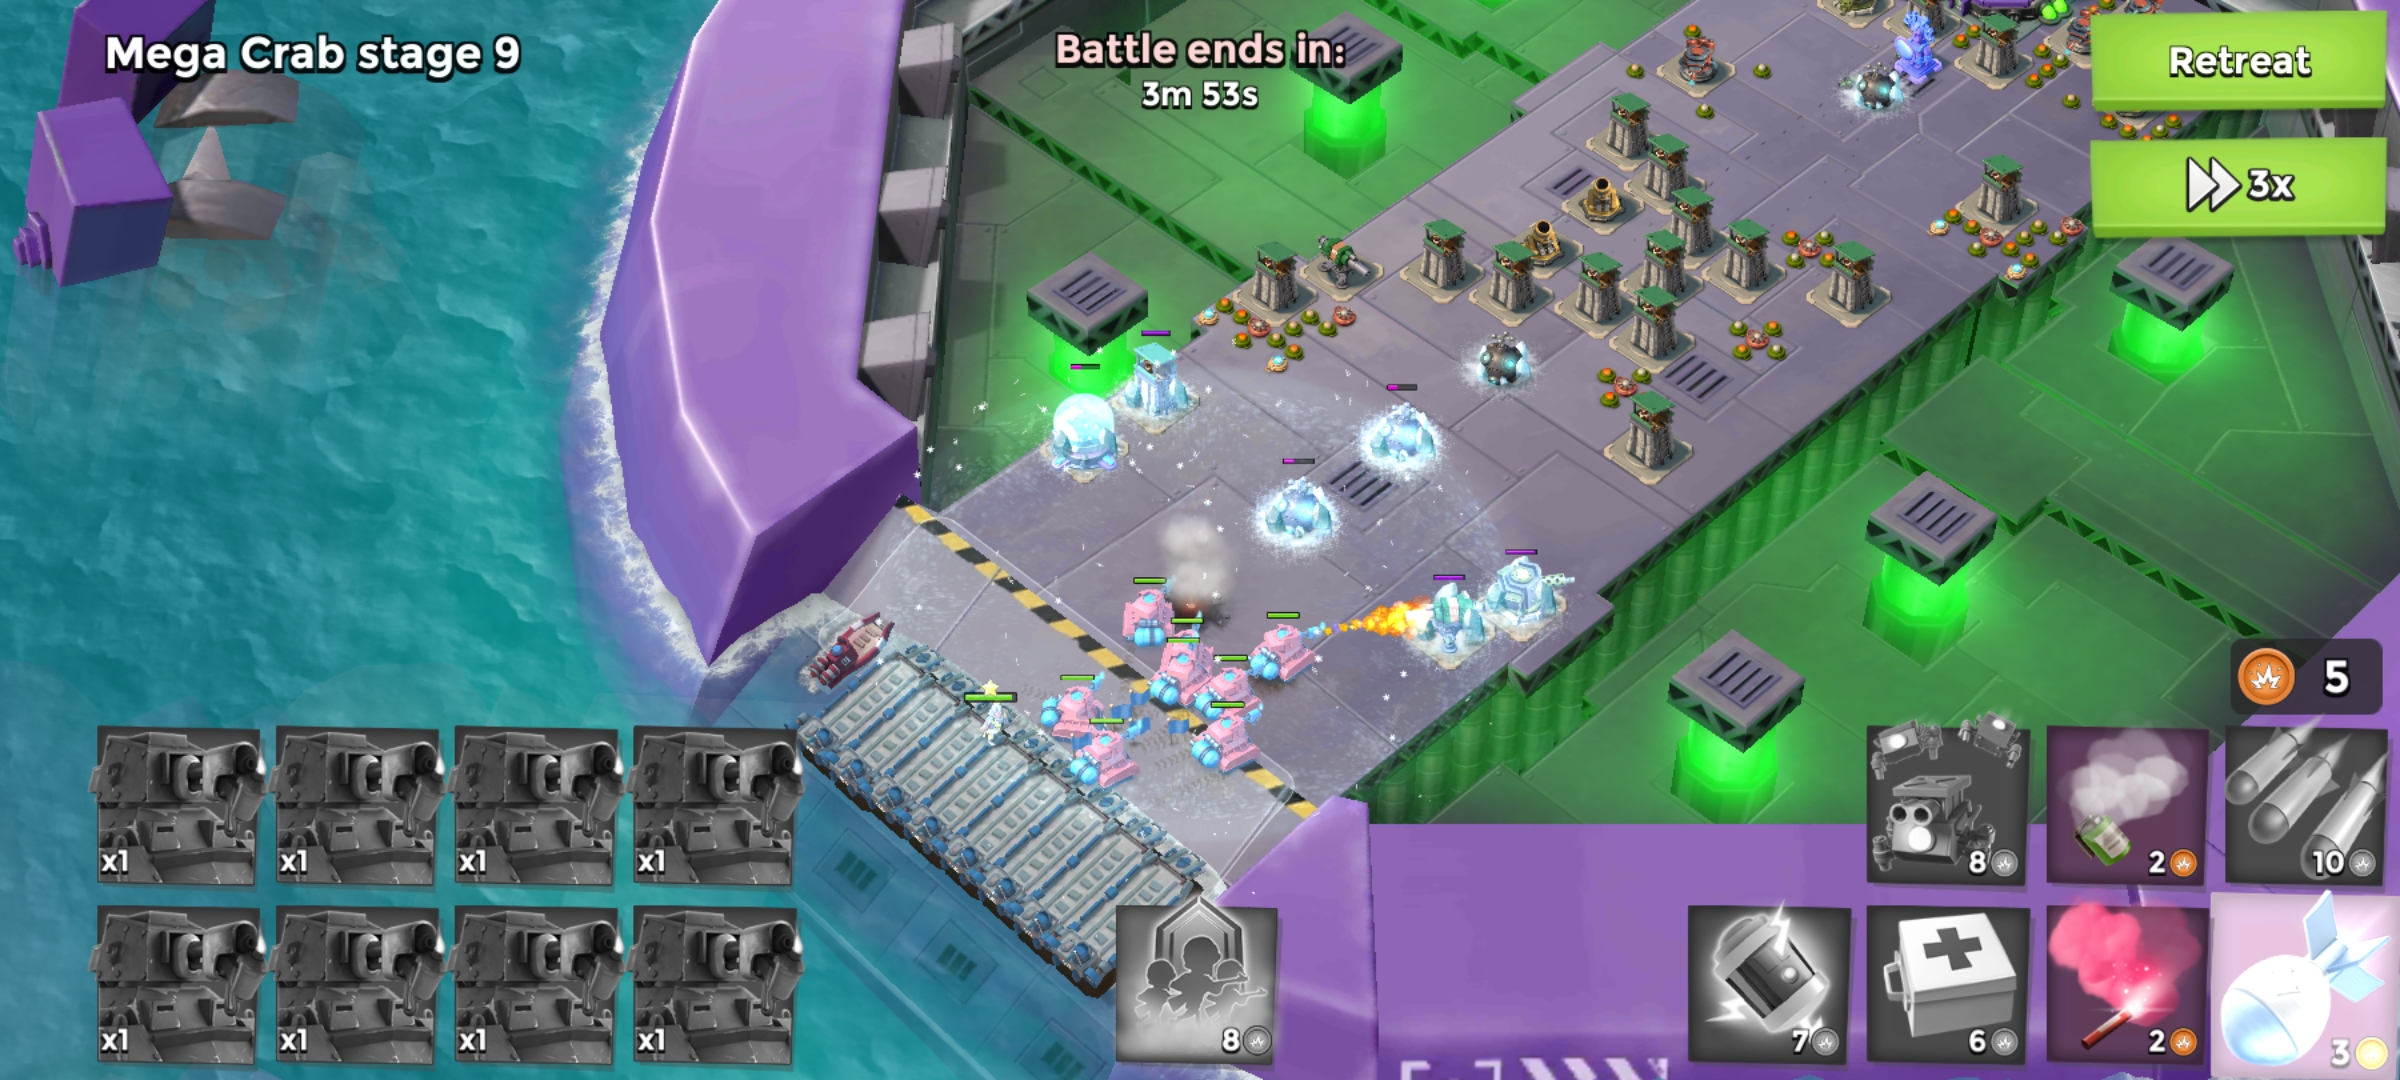 Mega Crab stage 9
Battle ends in:
3m 53s
Retreat
3x
5
x1
x1
x1
x1
8
2
10
x1
x1
x1
x1
8
7
6
2
3